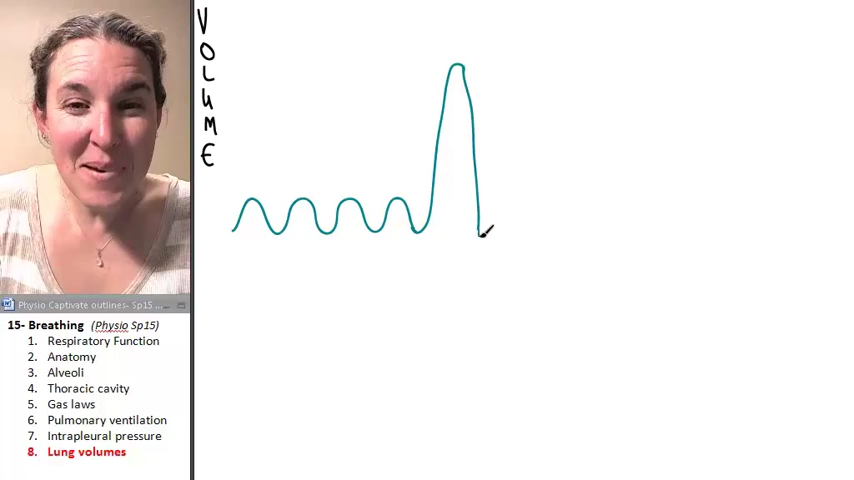 VOLUME
Physio Captivate outlines- Sp15 ...
15- Breathing (Physio Sp15)
1. Respiratory Function
2. Anatomy
3. Alveoli
4. Thoracic cavity
5. Gas laws
6. Pulmonary ventilation
7. Intrapleural pressure
8. Lung volumes